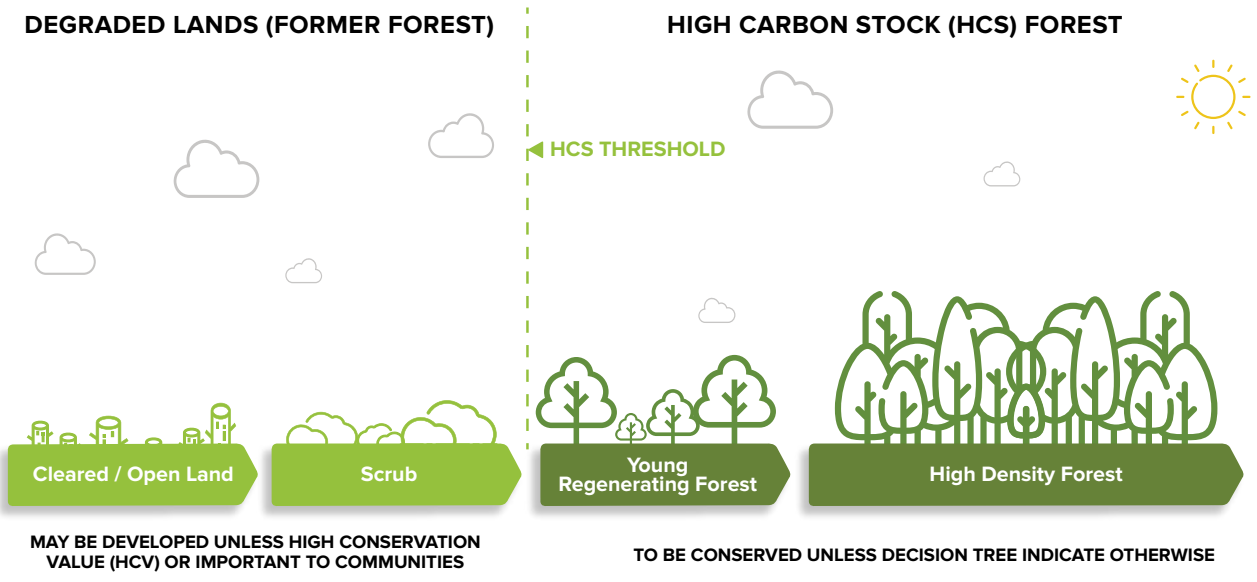 DEGRADED LANDS (FORMER FOREST)
HIGH CARBON STOCK (HCS) FOREST
HCS THRESHOLD
Cleared / Open Land
Scrub
Young
Regenerating Forest
High Density Forest
MAY BE DEVELOPED UNLESS HIGH CONSERVATION
VALUE (HCV) OR IMPORTANT TO COMMUNITIES
TO BE CONSERVED UNLESS DECISION TREE INDICATE OTHERWISE